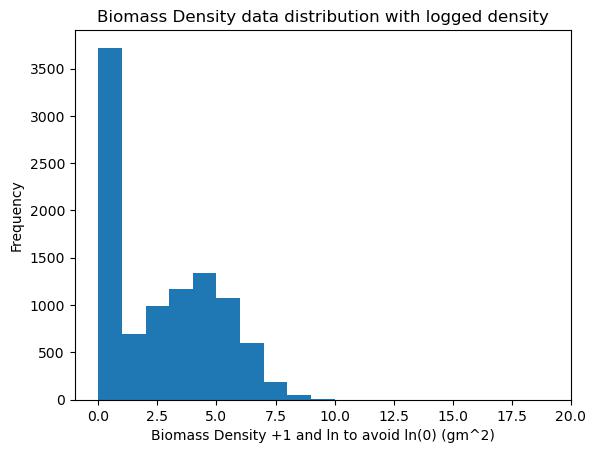 Biomass Density data distribution with logged density
3500
3000
2500
2000
1500
1000
500
0
Frequency
0.0 2.5 5.0 7.5 10.0 12.5 15.0 17.5 20.0
Biomass Density +1 and ln to avoid ln(0) (gm^2)